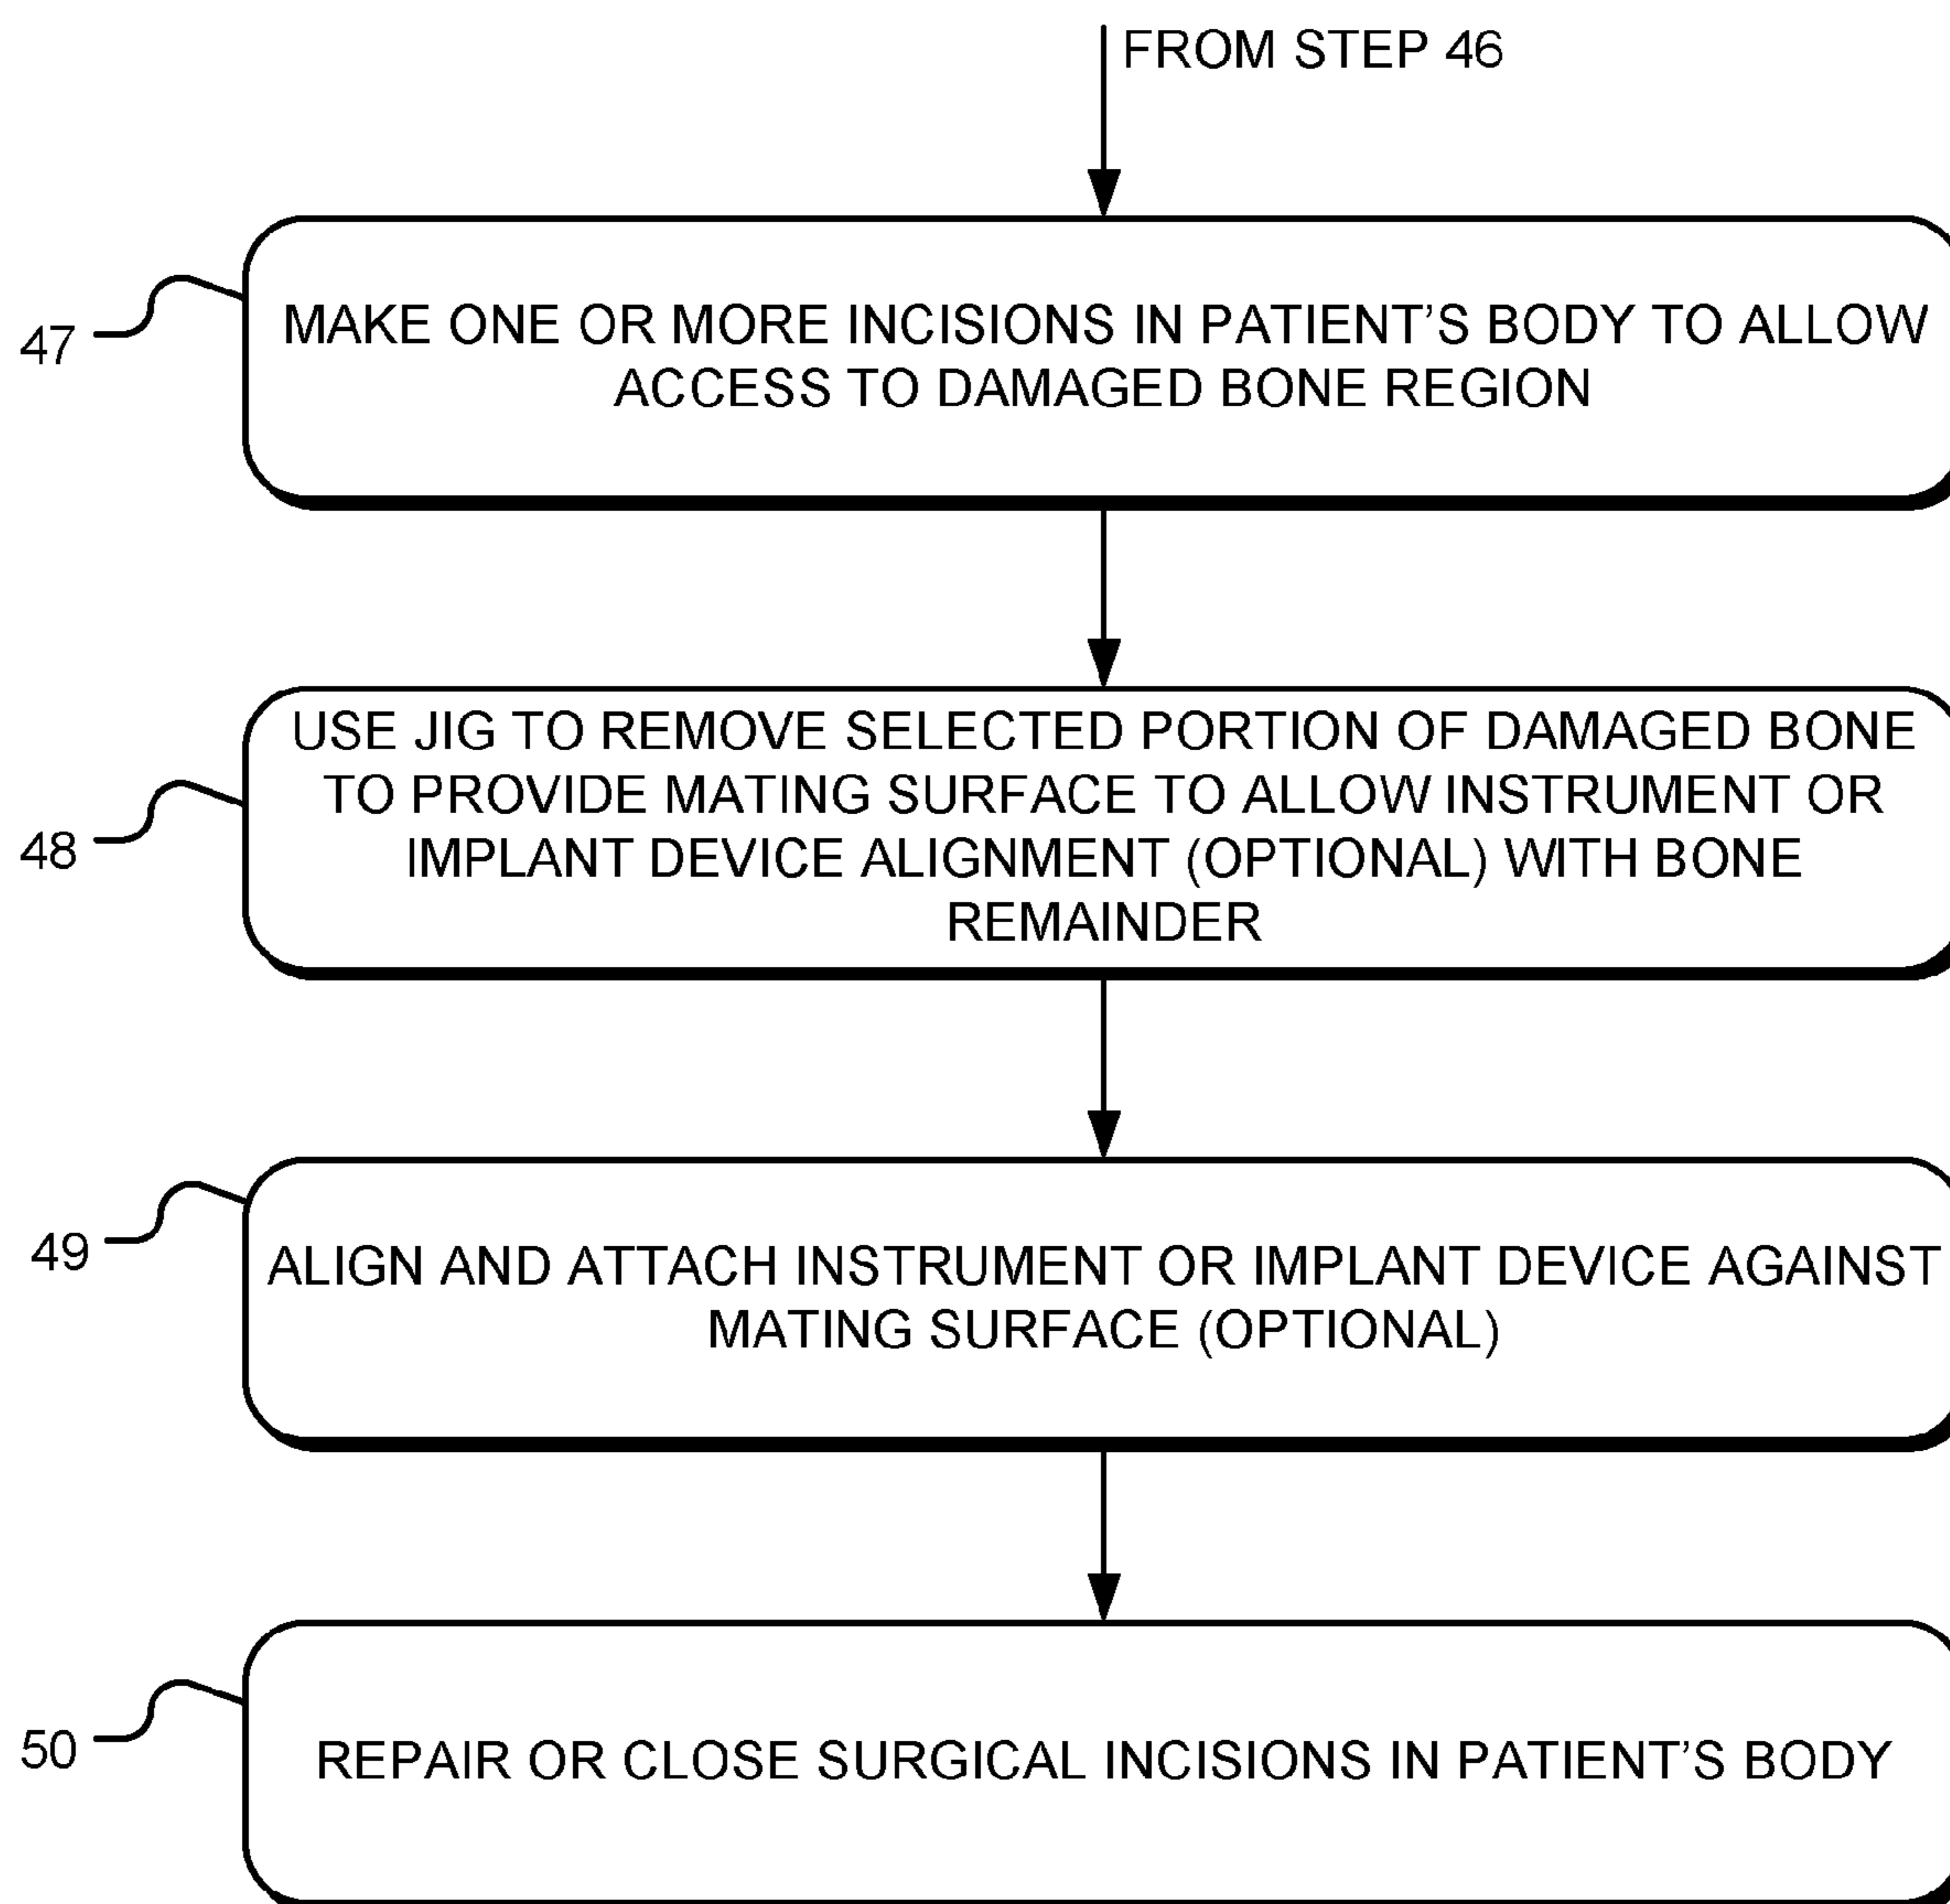 FROM STEP 46
47
MAKE ONE OR MORE INCISIONS IN PATIENT'S BODY TO ALLOW
ACCESS TO DAMAGED BONE REGION
48
USE JIG TO REMOVE SELECTED PORTION OF DAMAGED BONE
TO PROVIDE MATING SURFACE TO ALLOW INSTRUMENT OR
IMPLANT DEVICE ALIGNMENT (OPTIONAL) WITH BONE
REMAINDER
49
ALIGN AND ATTACH INSTRUMENT OR IMPLANT DEVICE AGAINST
MATING SURFACE (OPTIONAL)
50
REPAIR OR CLOSE SURGICAL INCISIONS IN PATIENT'S BODY